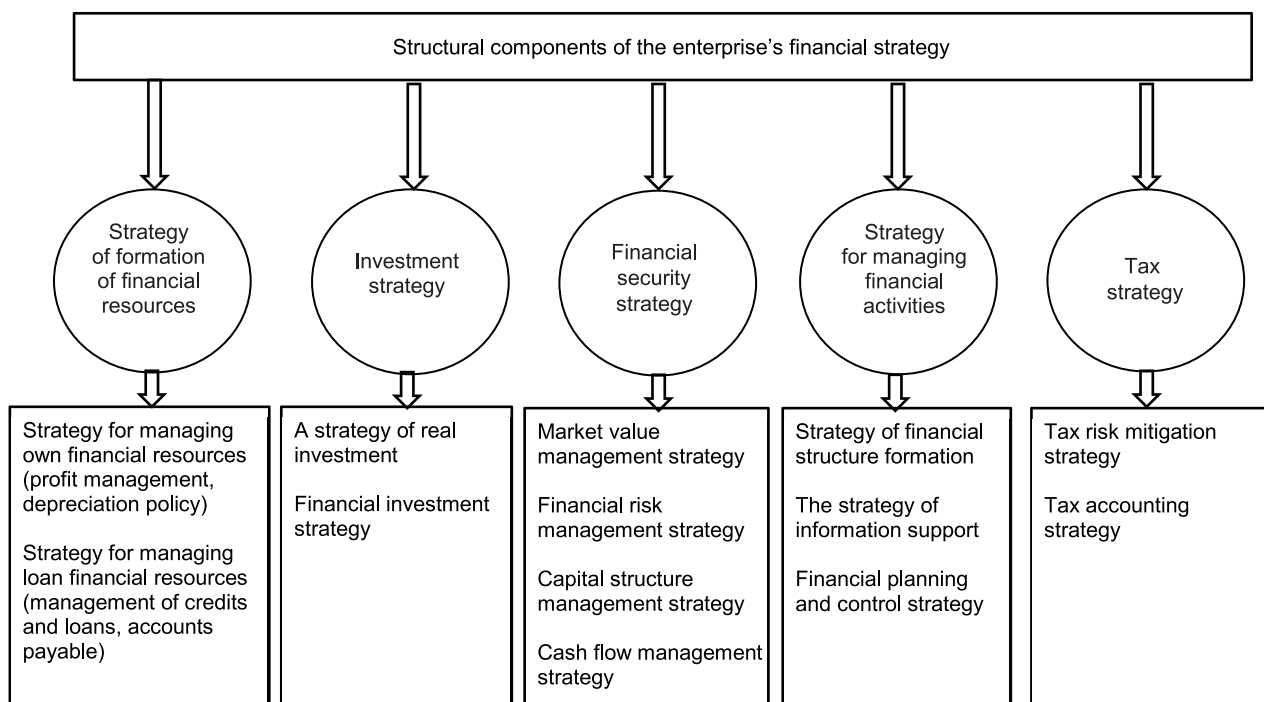 Structural components of the enterprise’s financial strategy
Strategy
of formation
of financial
resources
Investment
strategy
Financial
security
strategy
Strategy
for managing
financial
activities
Tax
strategy
Strategy for managing
own financial resources
(profit management,
depreciation policy)
Strategy for managing
loan financial resources
(management of credits
and loans, accounts
payable)
A strategy of real
investment
Financial investment
strategy
Market value
management strategy
Financial risk
management strategy
Capital structure
management strategy
Cash flow management
strategy
Strategy of financial
structure formation
The strategy of
information support
Financial planning
and control strategy
Tax risk mitigation
strategy
Tax accounting
strategy